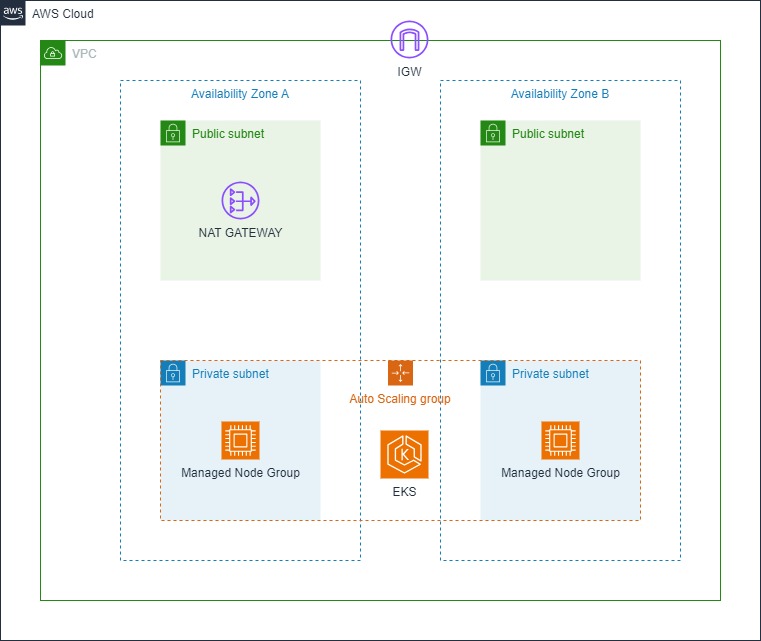 aws
AWS Cloud
VPC
IGW
Availability Zone A
Availability Zone B
Public subnet
Public subnet
NAT GATEWAY
Private subnet
Private subnet
Auto Scaling group
Managed Node Group
Managed Node Group
K
EKS